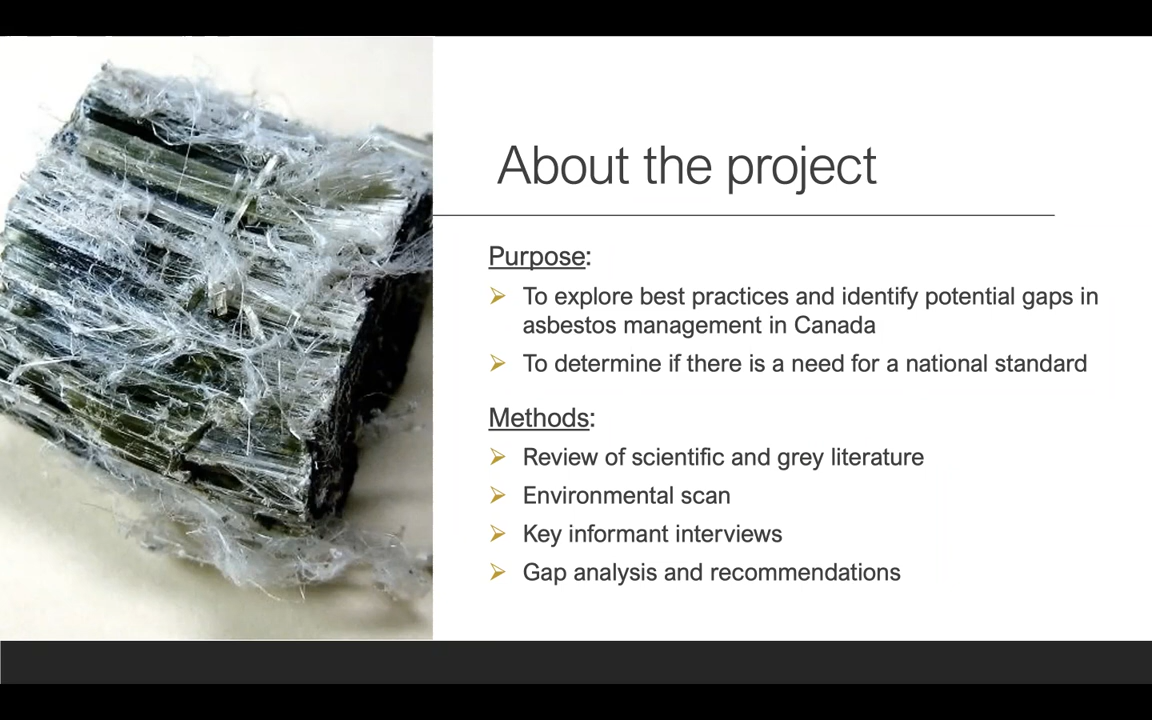 About the project
Purpose:
➢ To explore best practices and identify potential gaps in
asbestos management in Canada
➢ To determine if there is a need for a national standard
Methods:
➢ Review of scientific and grey literature
➢ Environmental scan
➢ Key informant interviews
➢ Gap analysis and recommendations